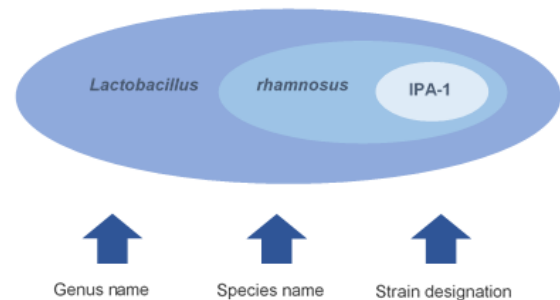 Lactobacillus rhamnosus IPA-1
Genus name Species name Strain designation